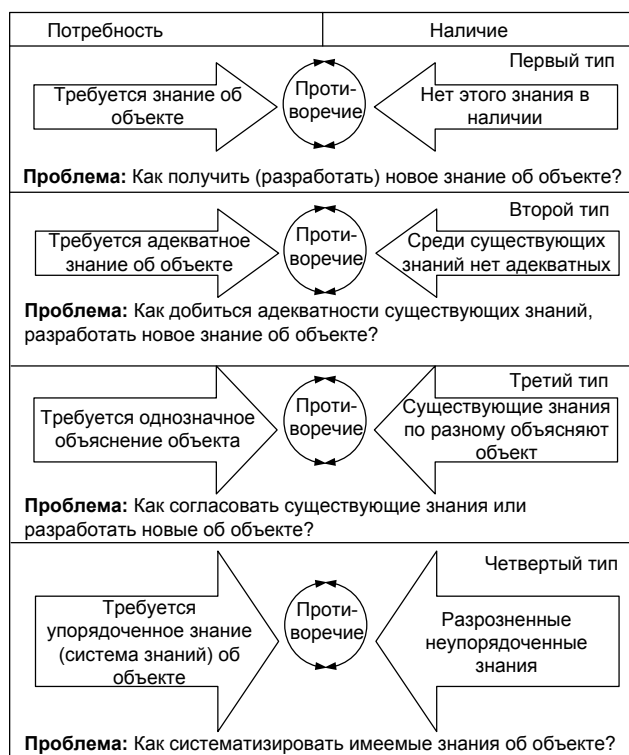 Потребность
Наличие
Первый тип
Требуется знание об
объекте
Проти-
воречие
Нет этого знания в
наличии
Проблема: Как получить (разработать) новое знание об объекте?
Второй тип
Требуется адекватное
знание об объекте
Проти-
воречие
Среди существующих
знаний нет адекватных
Проблема: Как добиться адекватности существующих знаний,
разработать новое знание об объекте?
Третий тип
Требуется однозначное
объяснение объекта
Проти-
воречие
Существующие знания
по разному объясняют
объект
Проблема: Как согласовать существующие знания или
разработать новые об объекте?
Четвертый тип
Требуется
упорядоченное знание
(система знаний) об
объекте
Проти-
воречие
Разрозненные
неупорядоченные
знания
Проблема: Как систематизировать имеемые знания об объекте?